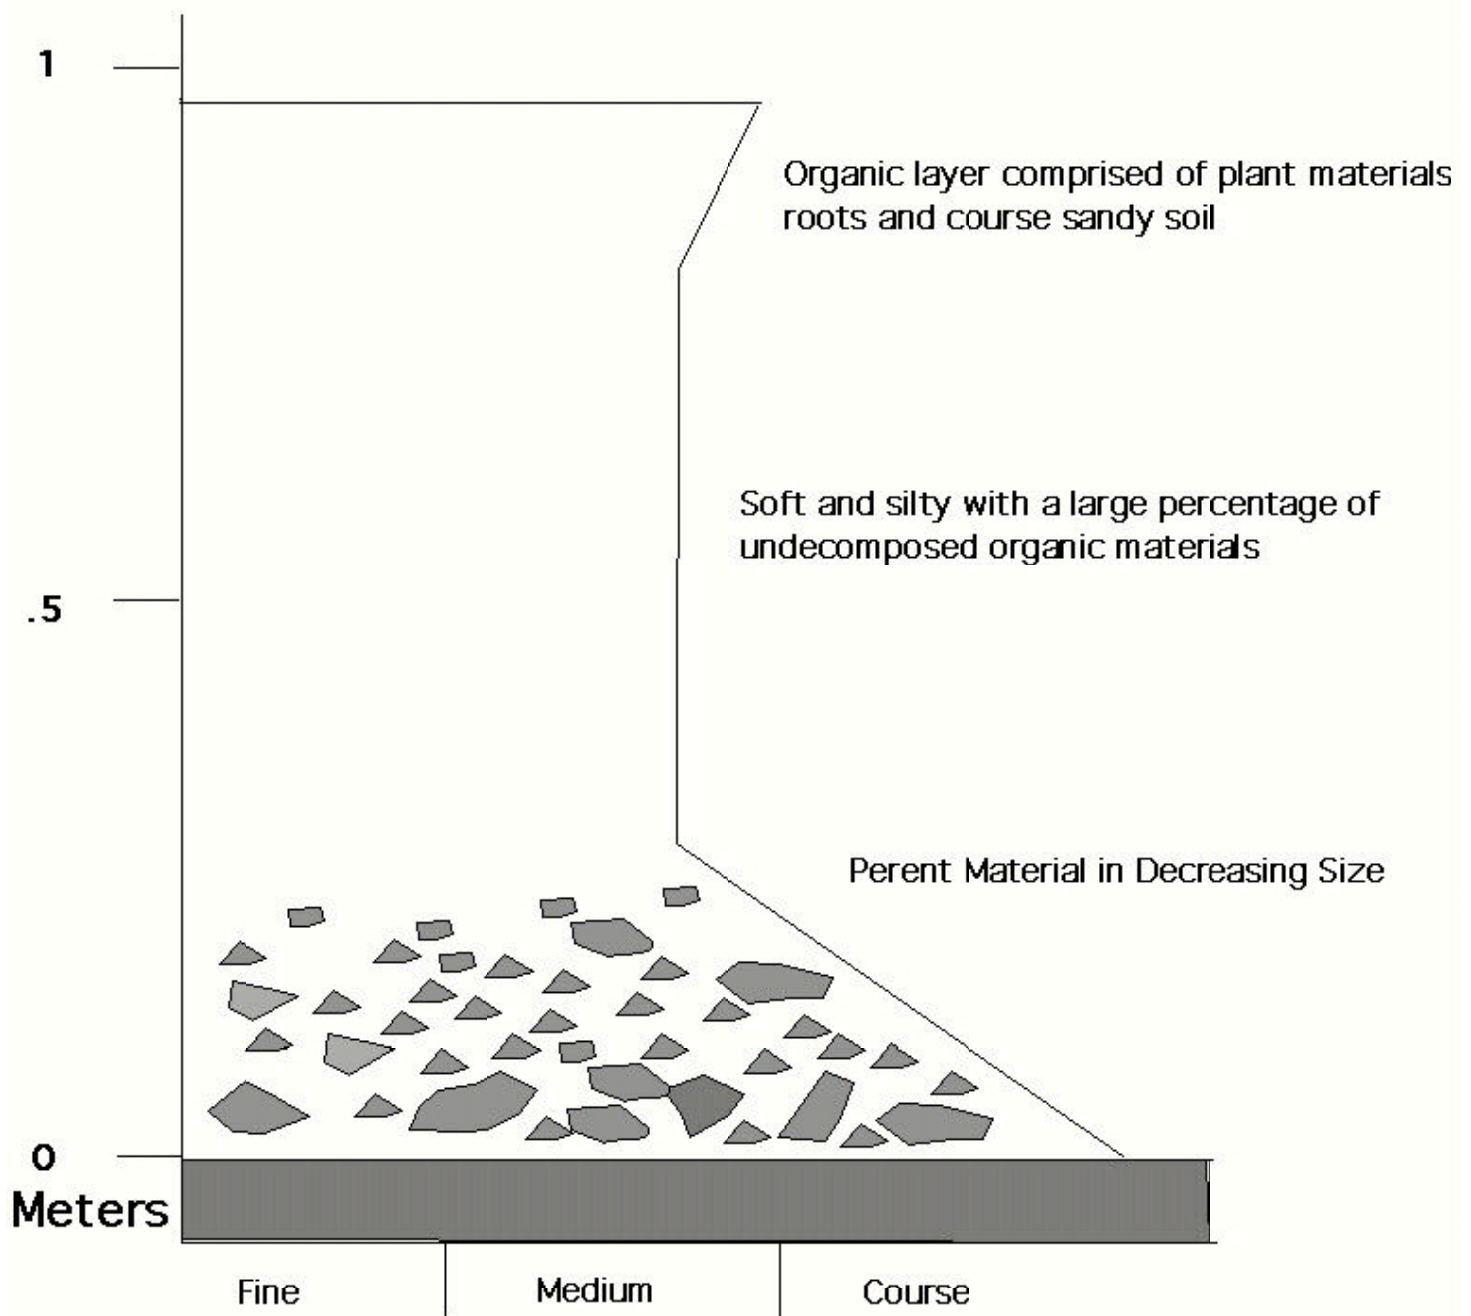 1
Organic layer comprised of plant materials
roots and course sandy soil
Soft and silty with a large percentage of
undecomposed organic materials
.5
Perent Material in Decreasing Size
0
Meters
Fine Medium Course